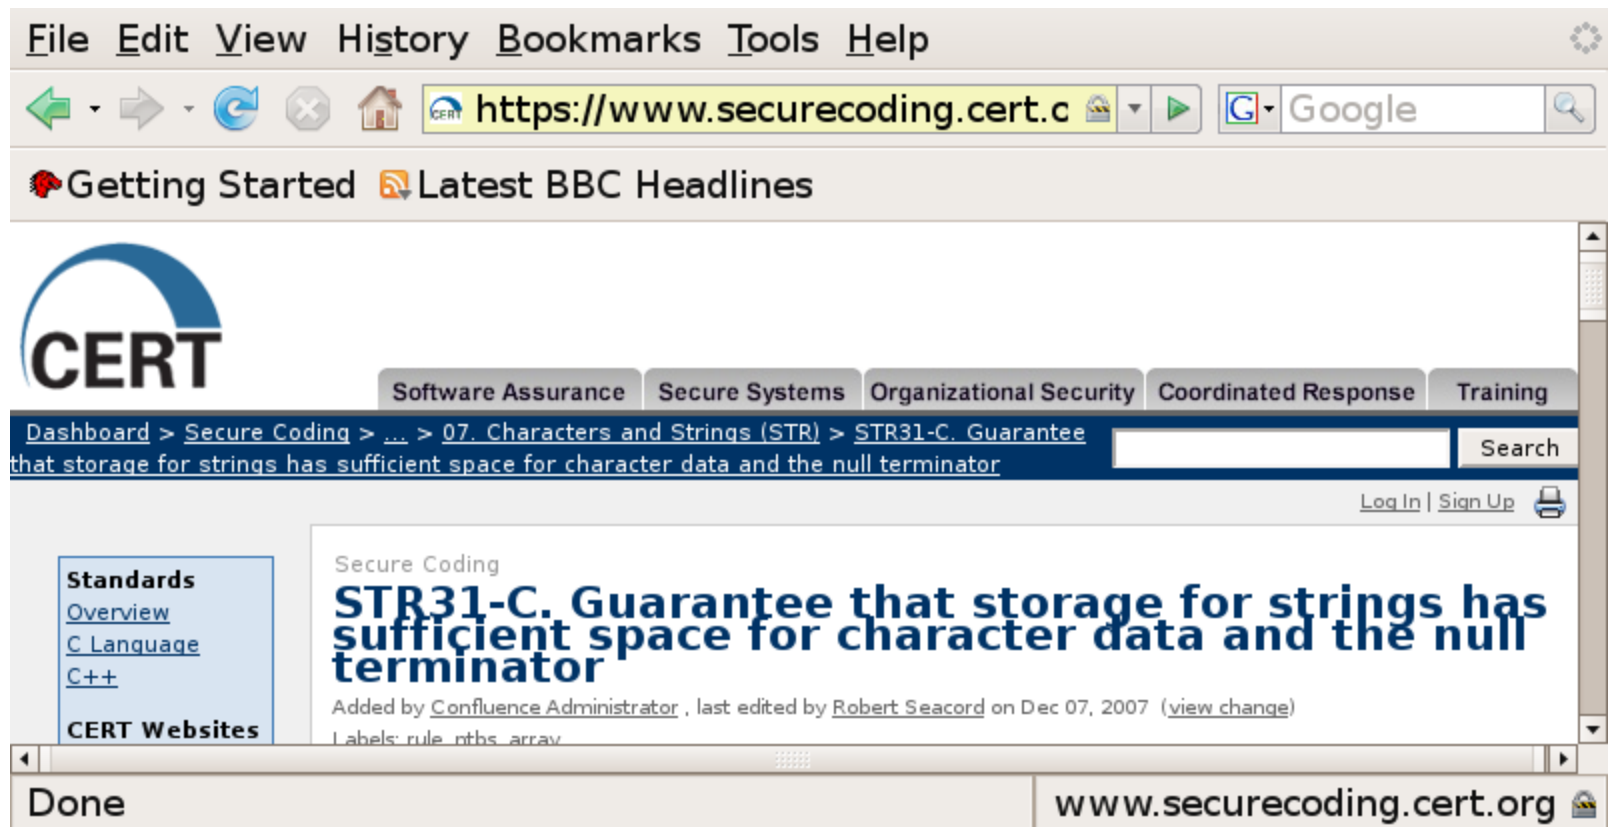 File Edit View History Bookmarks Tools Help
https://www.securecoding.cert.o G Google
Getting Started Latest BBC Headlines
CERT
Software Assurance Secure Systems Organizational Security Coordinated Response Training
Dashboard > Secure Coding > ... > 07. Characters and Strings (STR) > STR31-C. Guarantee
that storage for strings has sufficient space for character data and the null terminator
Search
Log In | Sign Up
Standards
Overview
C Language
C++
CERT Websites
Secure Coding
STR31-C. Guarantee that storage for strings has
sufficient space for character data and the null
terminator
Added by Confluence Administrator , last edited by Robert Seacord on Dec 07, 2007 (view change)
Labels: rule, ntbs, array
Done
www.securecoding.cert.org